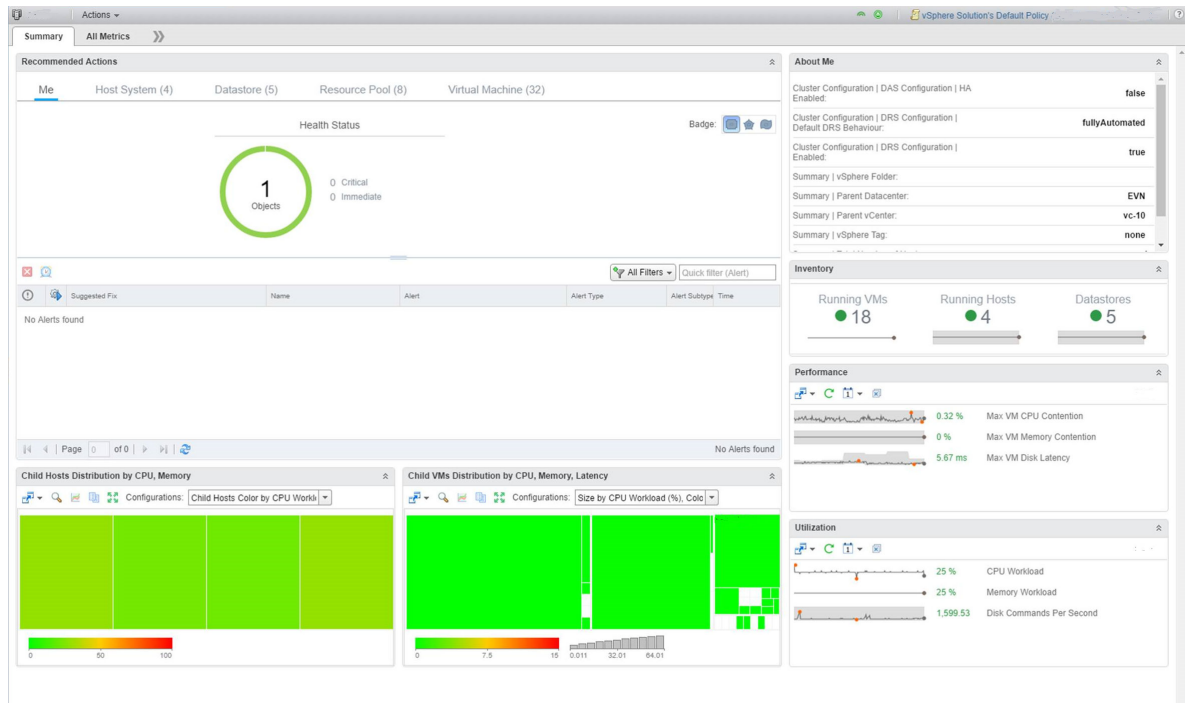 Actions
vSphere Solution's Default Policy
Summary
All Metrics
Recommended Actions
Me
Host System (4)
Datastore (5)
Resource Pool (8)
Virtual Machine (32)
Health Status
Badge:
1
Objects
0 Critical
0 Immediate
All Filters
Quick filter (Alert)
Suggested Fix
Name
Alert
Alert Type
Alert Subtype
Time
No Alerts found
Page 0 of 0
No Alerts found
Child Hosts Distribution by CPU, Memory
Configurations: Child Hosts Color by CPU Workl
0 50 100
Child VMs Distribution by CPU, Memory, Latency
Configurations: Size by CPU Workload (%), Colo
0 7.5 15
0.011 32.01 64.01
About Me
Cluster Configuration | DAS Configuration | HA
Enabled:
false
Cluster Configuration | DRS Configuration |
Default DRS Behaviour:
fullyAutomated
Cluster Configuration | DRS Configuration |
Enabled:
true
Summary | vSphere Folder:
Summary | Parent Datacenter: EVN
Summary | Parent vCenter: vc-10
Summary | vSphere Tag: none
Inventory
Running VMs
18
Running Hosts
4
Datastores
5
Performance
1
0.32 % Max VM CPU Contention
0 % Max VM Memory Contention
5.67 ms Max VM Disk Latency
Utilization
1
25 % CPU Workload
25 % Memory Workload
1,599.53 Disk Commands Per Second